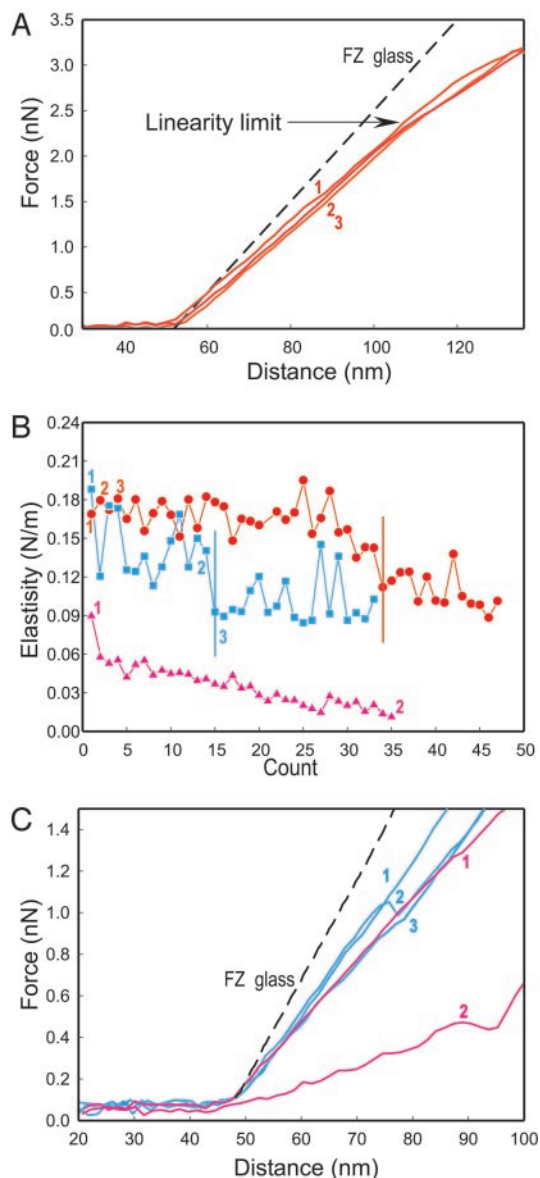 A
3.5
3.0
2.5
2.0
1.5
1.0
0.5
0.0
Force (nN)
FZ glass
Linearity limit
1
2
3
40 60 80 100 120
Distance (nm)
B
0.24
0.21
0.18
0.15
0.12
0.09
0.06
0.03
0.00
Elastisity (N/m)
1
2 3
1
2
3
1
2
0 5 10 15 20 25 30 35 40 45 50
Count
C
1.4
1.2
1.0
0.8
0.6
0.4
0.2
0.0
Force (nN)
FZ glass
1
2
3
1
2
20 30 40 50 60 70 80 90 100
Distance (nm)